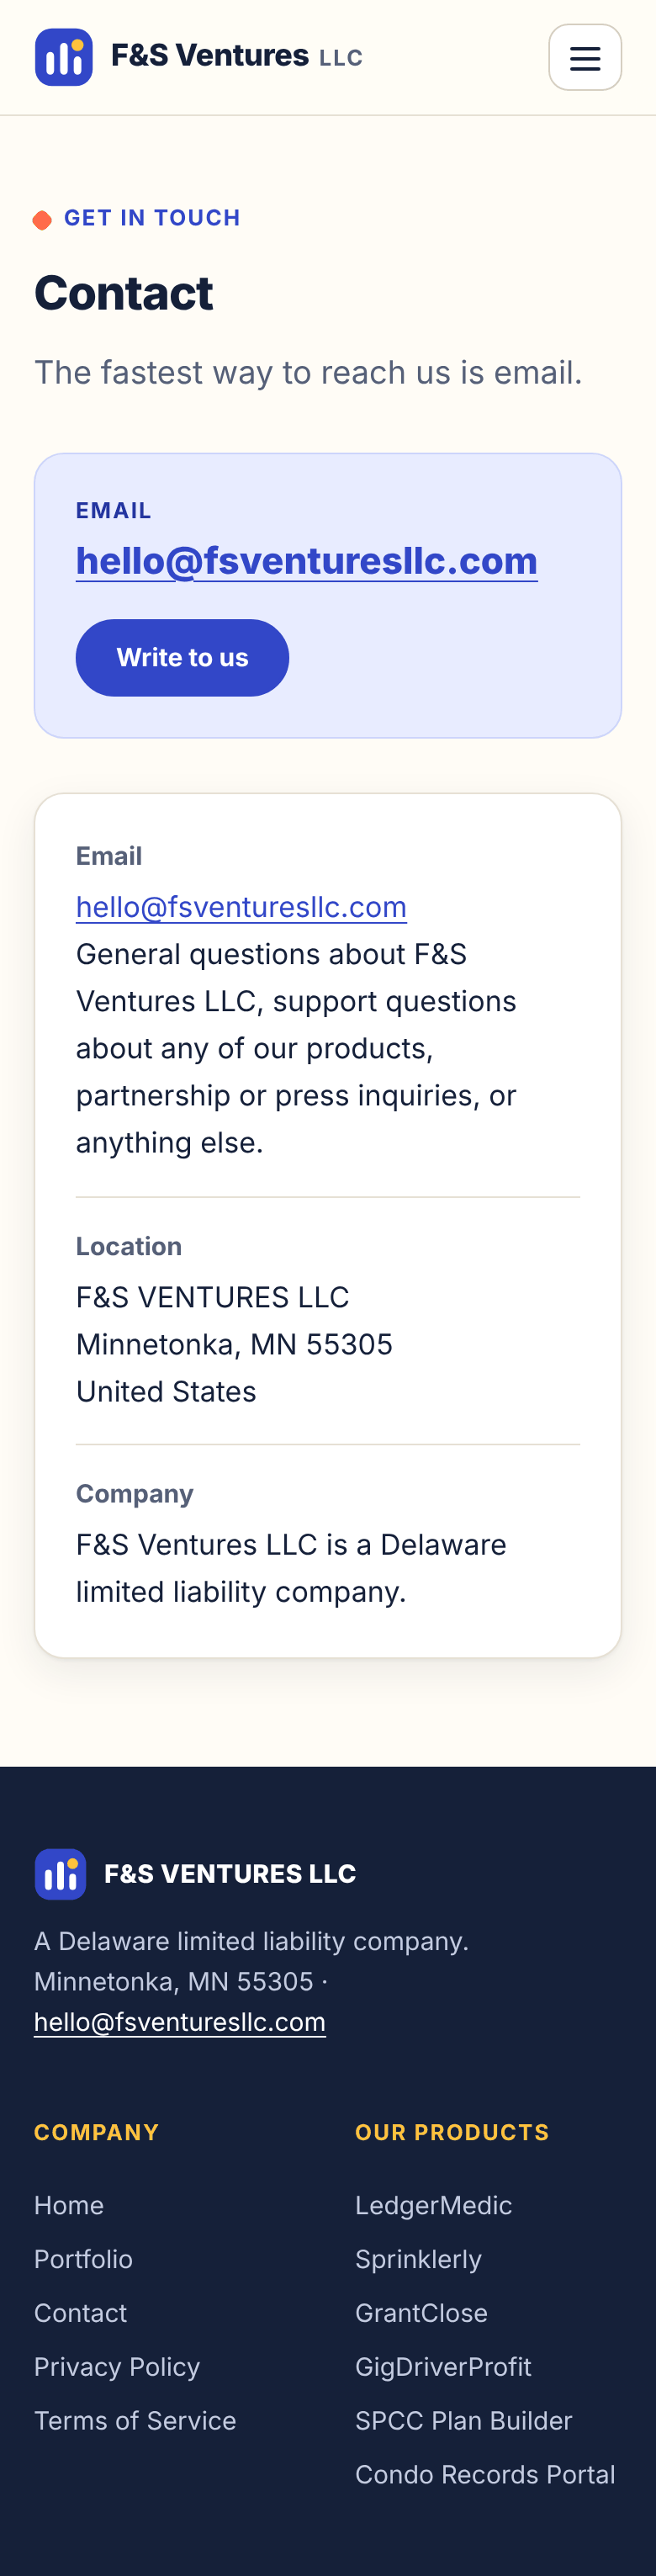 F&S Ventures LLC
GET IN TOUCH
Contact
The fastest way to reach us is email.
EMAIL
hello@fsventuresllc.com
Write to us
Email
hello@fsventuresllc.com
General questions about F&S
Ventures LLC, support questions
about any of our products,
partnership or press inquiries, or
anything else.
Location
F&S VENTURES LLC
Minnetonka, MN 55305
United States
Company
F&S Ventures LLC is a Delaware
limited liability company.
F&S VENTURES LLC
A Delaware limited liability company.
Minnetonka, MN 55305 ·
hello@fsventuresllc.com
COMPANY
Home
Portfolio
Contact
Privacy Policy
Terms of Service
OUR PRODUCTS
LedgerMedic
Sprinklerly
GrantClose
GigDriverProfit
SPCC Plan Builder
Condo Records Portal